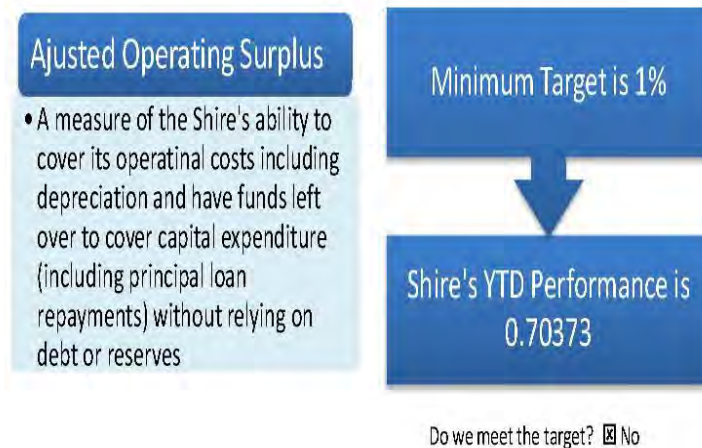 Ajusted Operating Surplus
• A measure of the Shire's ability to
cover its operatinal costs including
depreciation and have funds left
over to cover capital expenditure
(including principal loan
repayments) without relying on
debt or reserves
Minimum Target is 1%
Shire's YTD Performance is
0.70373
Do we meet the target? ☒ No